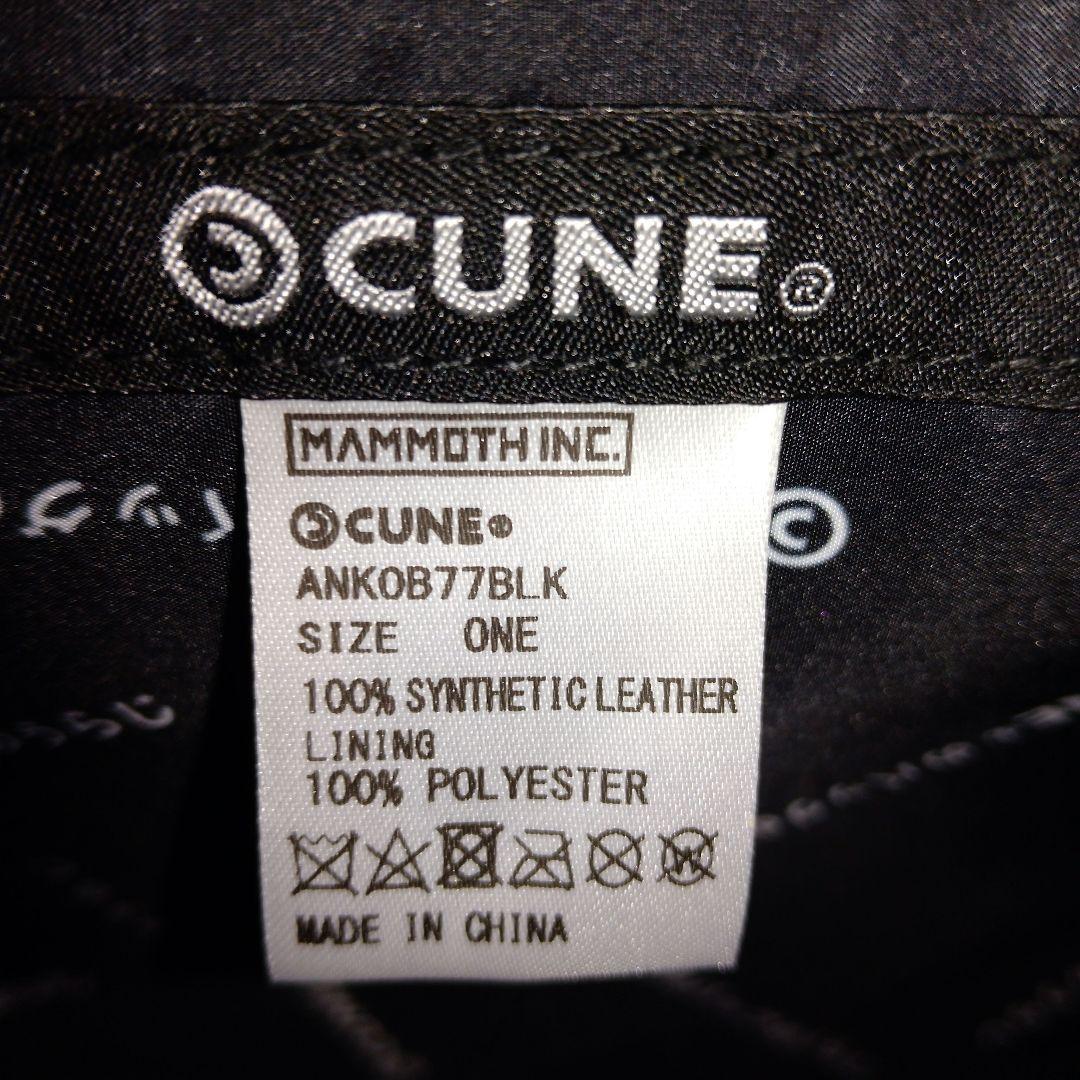 CUNE®
MAMMOTH INC.
CUNE®
ANKOB77BLK
SIZE ONE
100% SYNTHETIC LEATHER
LINING
100% POLYESTER
W
MADE IN CHINA
©